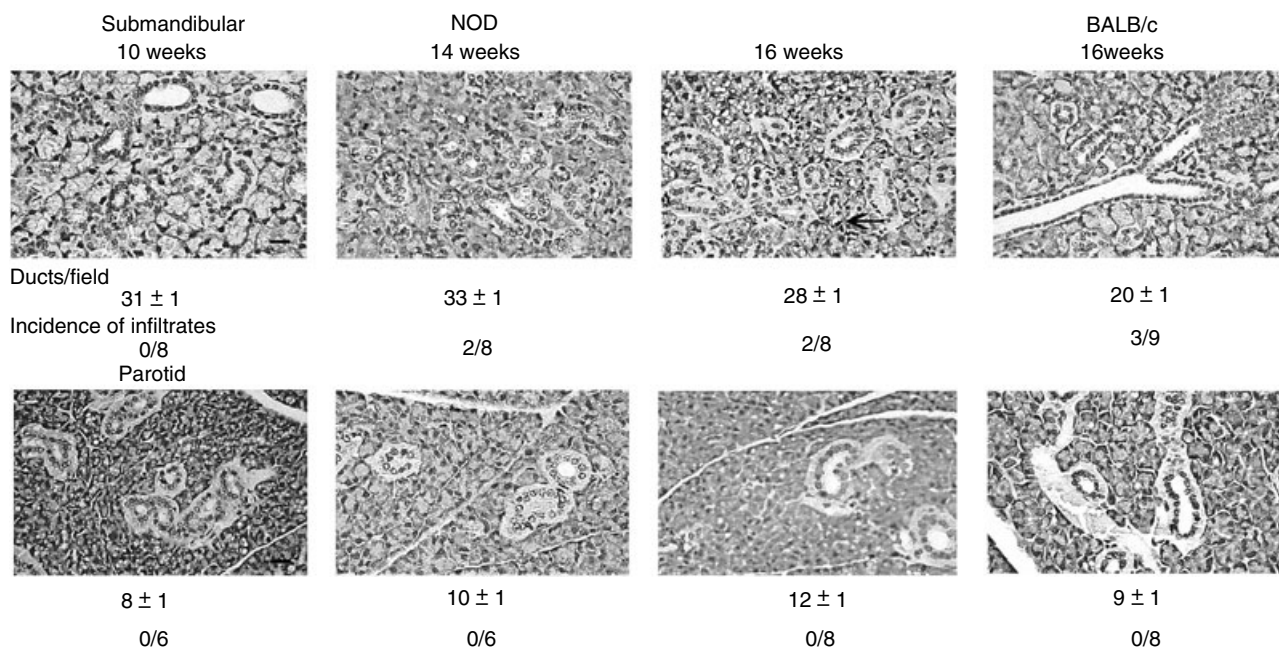 Submandibular NOD BALB/c
10 weeks 14 weeks 16 weeks 16weeks
Ducts/field
31 ± 1 33 ± 1 28 ± 1 20 ± 1
Incidence of infiltrates
0/8 2/8 2/8 3/9
Parotid
8 ± 1 10 ± 1 12 ± 1 9 ± 1
0/6 0/6 0/8 0/8